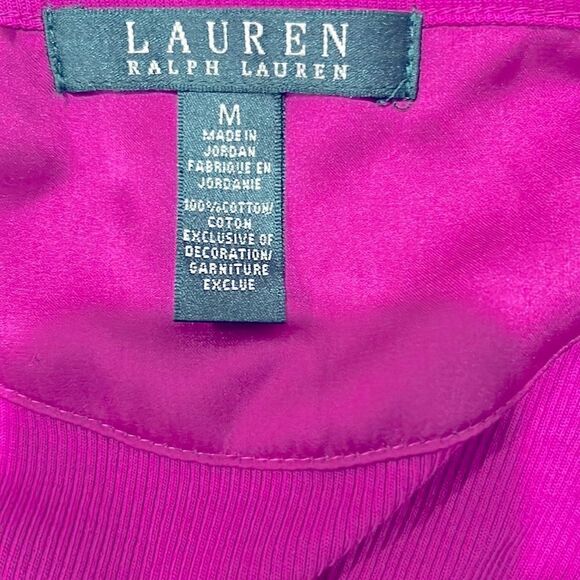 LAUREN
RALPH LAUREN
M
MADE IN
JORDAN
FABRIQUE EN
JORDANIE
100%COTTON/
COTON
EXCLUSIVE OF
DECORATION/
GARNITURE
EXCLUE